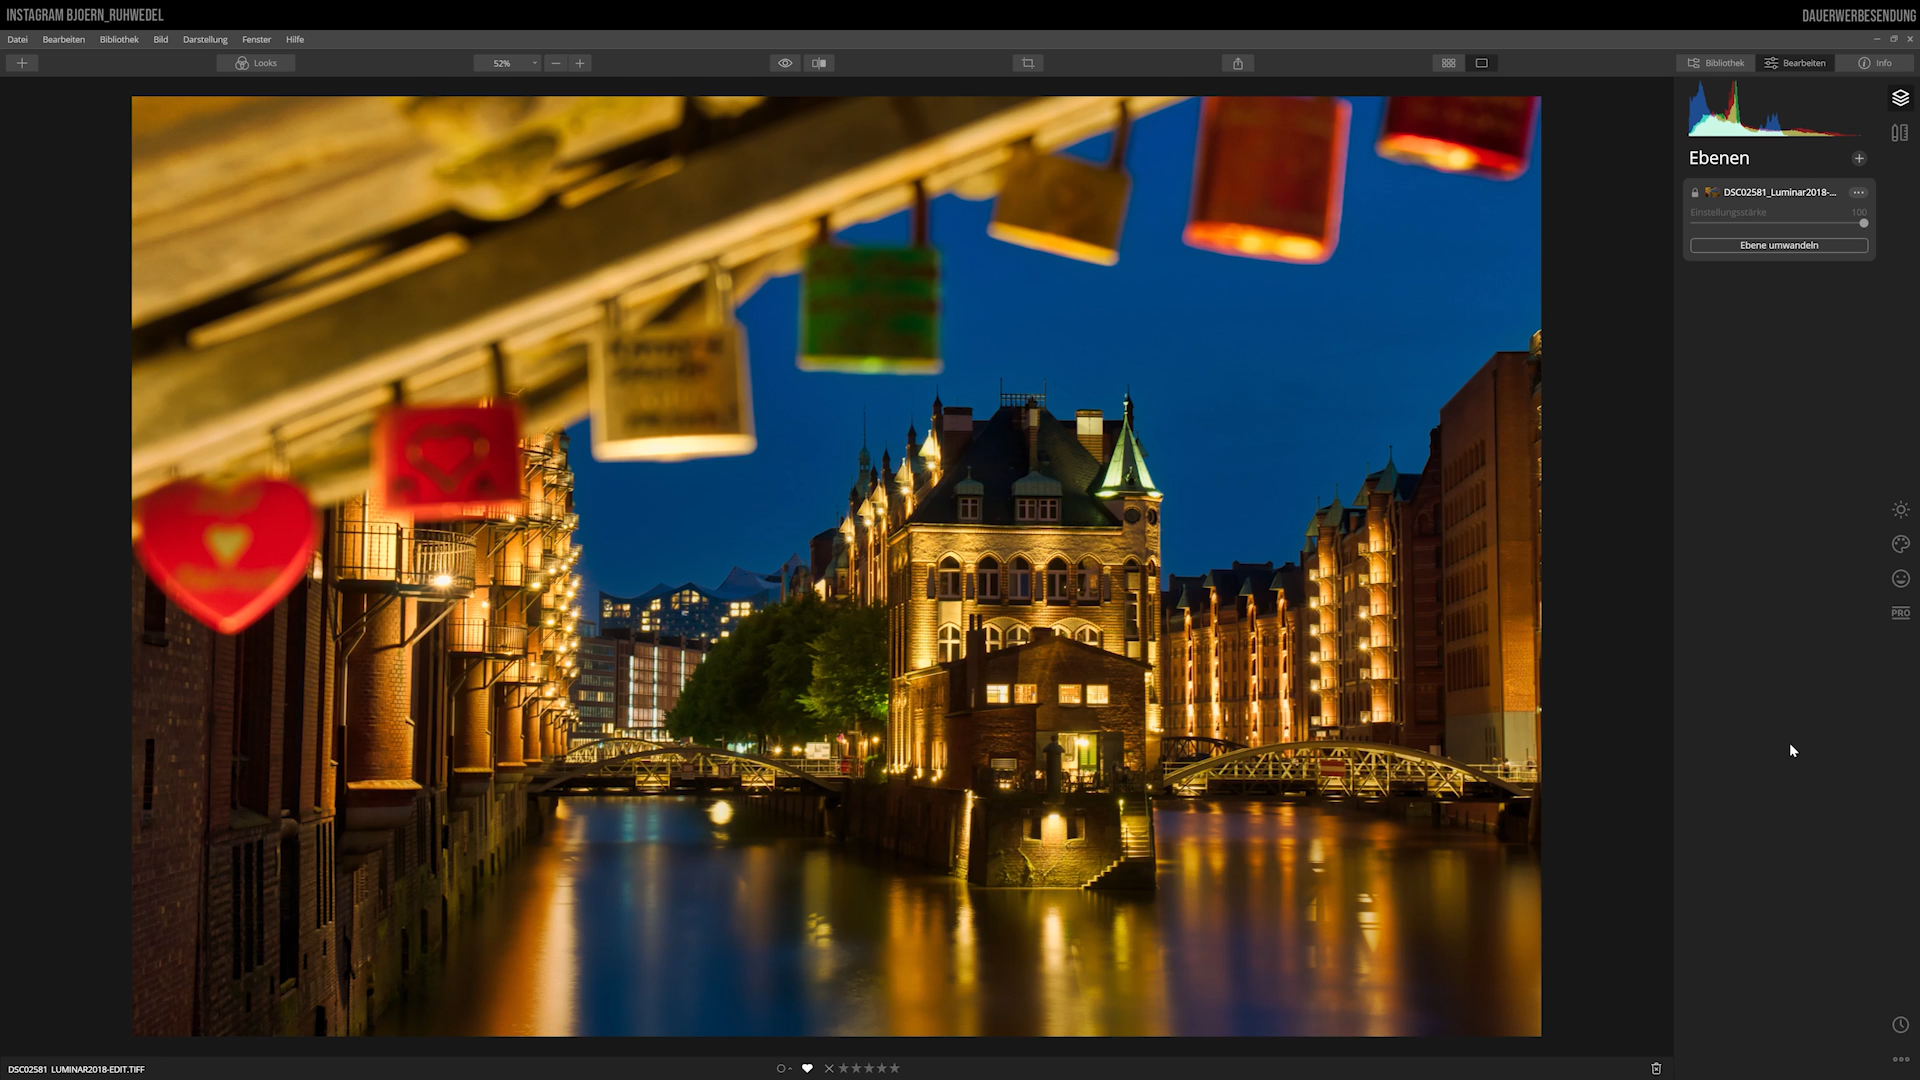 INSTAGRAM BJOERN_RUHWEDEL
DAUERWERBESENDUNG
Datei Bearbeiten Bibliothek Bild Darstellung Fenster Hilfe
Looks 52% Bibliothek Bearbeiten Info
Ebenen
DSC02581_Luminar2018-...
Einstellungsstärke 100
Ebene umwandeln
PRO
DSC02581_LUMINAR2018-EDIT.TIFF